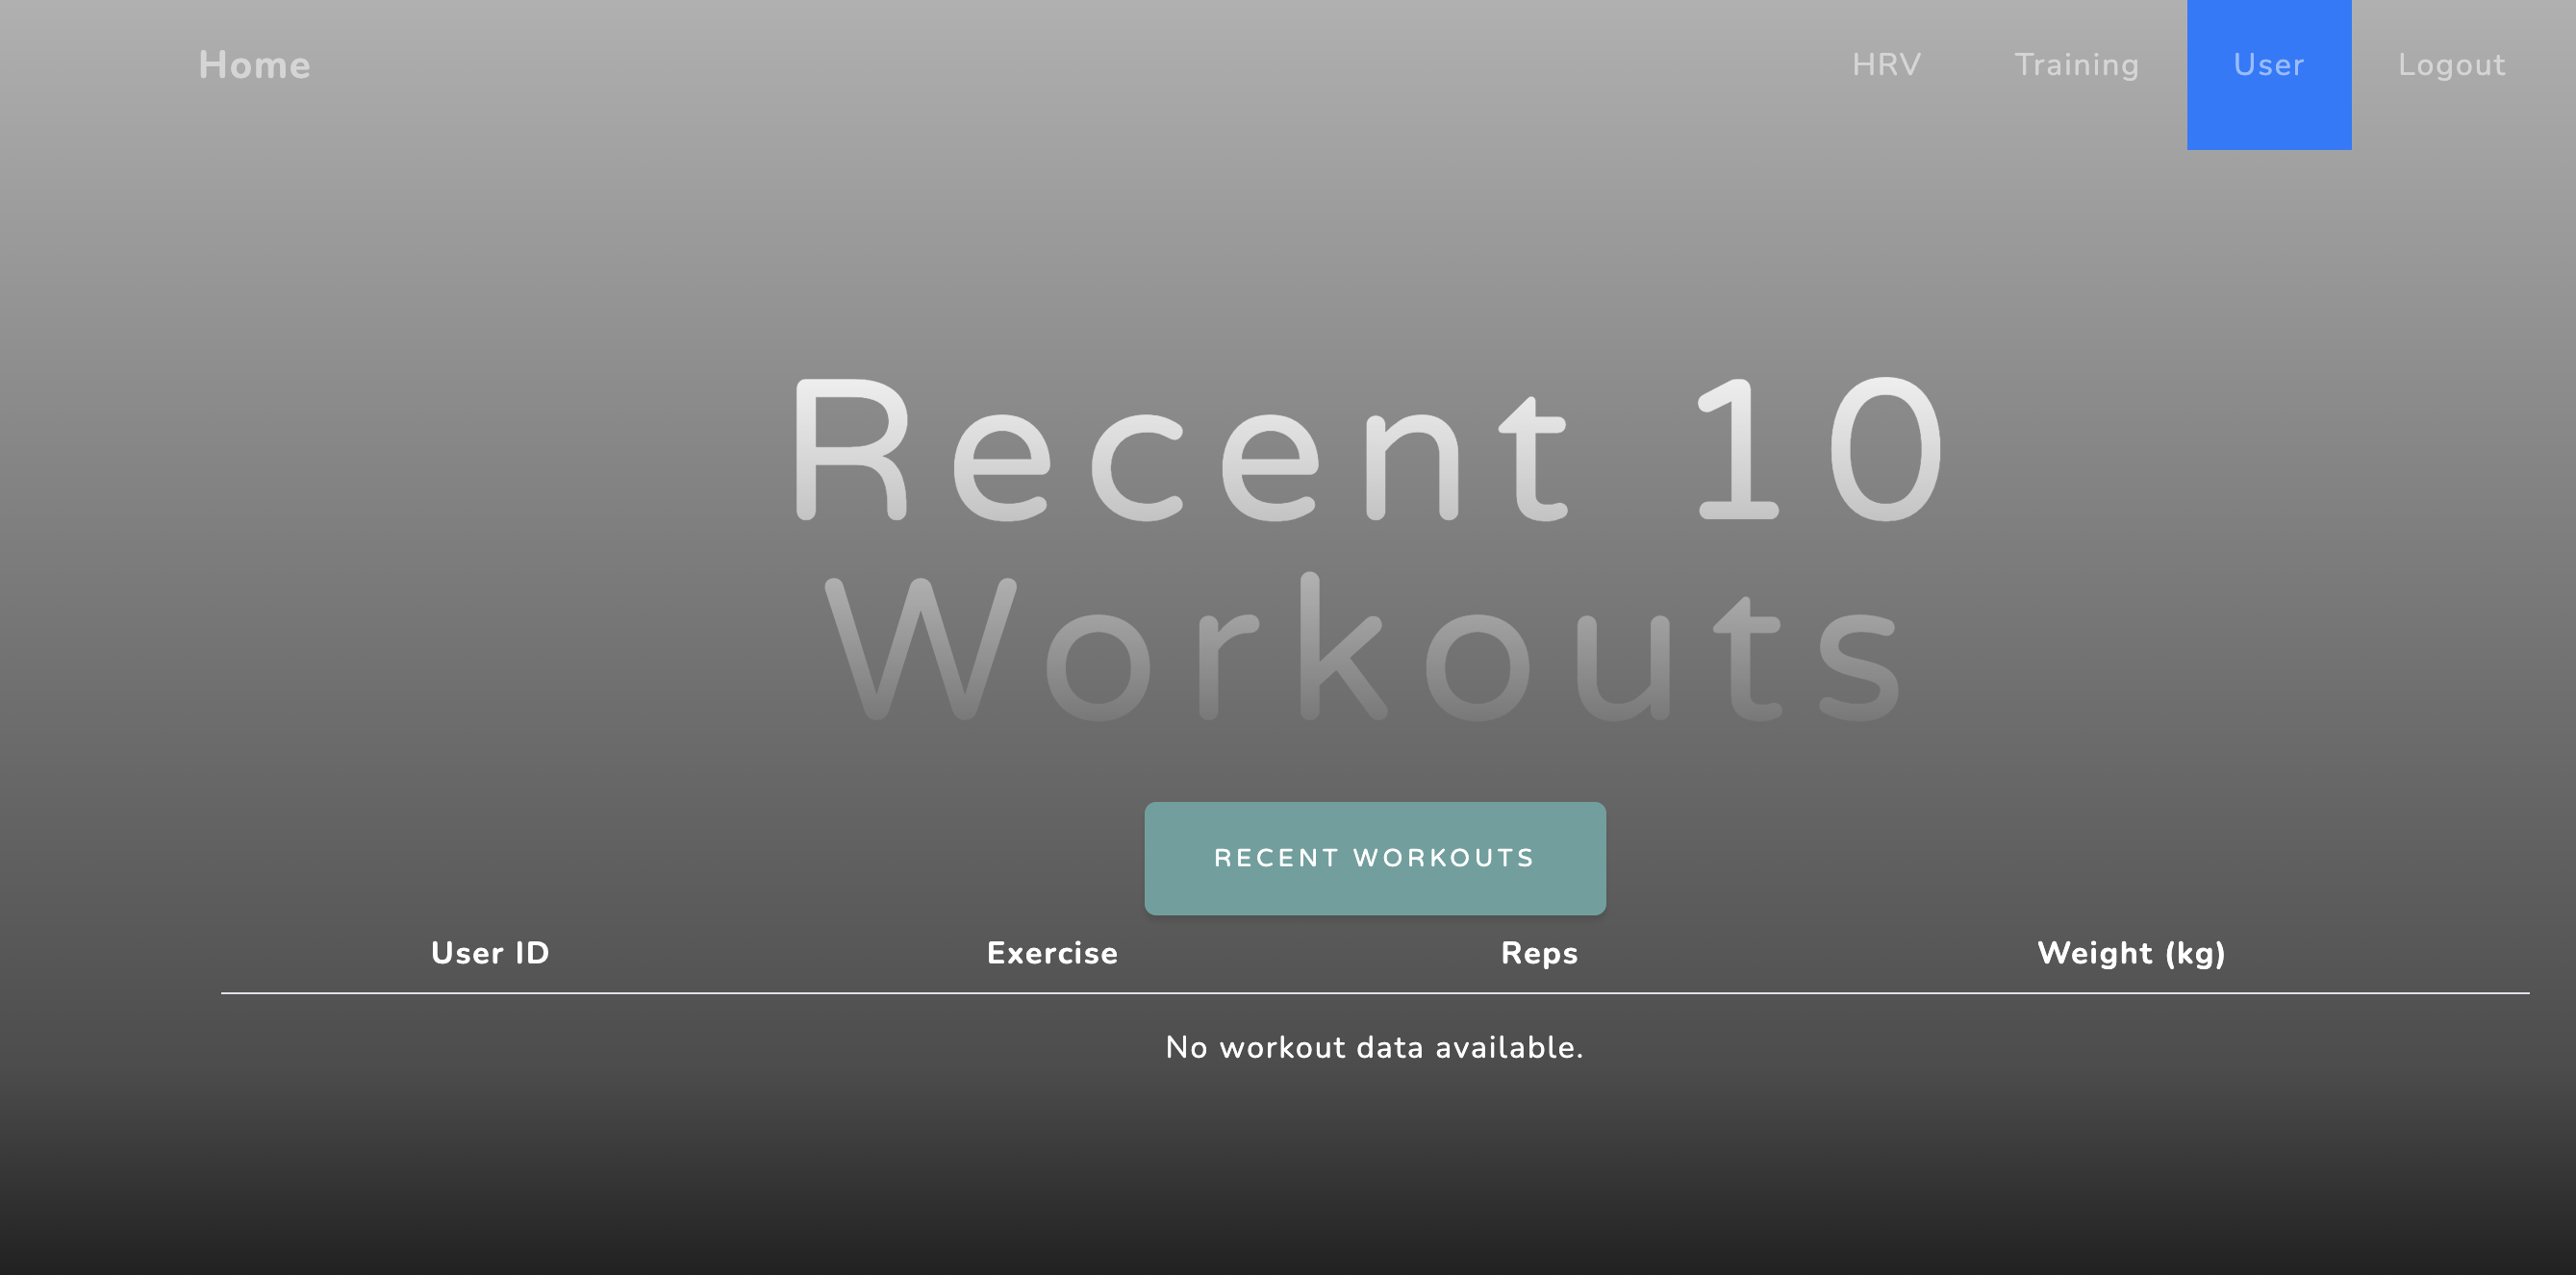 Home HRV Training User Logout
Recent 10
Workouts
RECENT WORKOUTS
User ID Exercise Reps Weight (kg)
No workout data available.